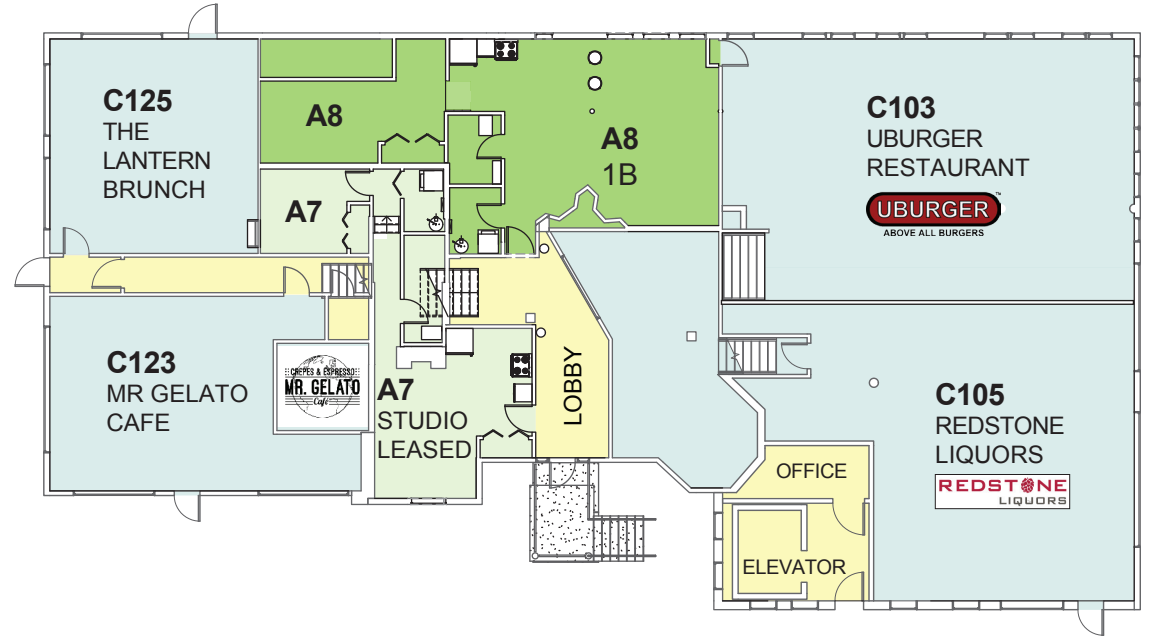 C125
THE
LANTERN
BRUNCH
A8
A8
1B
C103
UBURGER
RESTAURANT
UBURGER™
ABOVE ALL BURGERS
A7
C123
MR GELATO
CAFE
CREPES & ESPRESSO
MR. GELATO
Cafe
A7
STUDIO
LEASED
LOBBY
C105
REDSTONE
LIQUORS
REDSTONE
LIQUORS
OFFICE
ELEVATOR